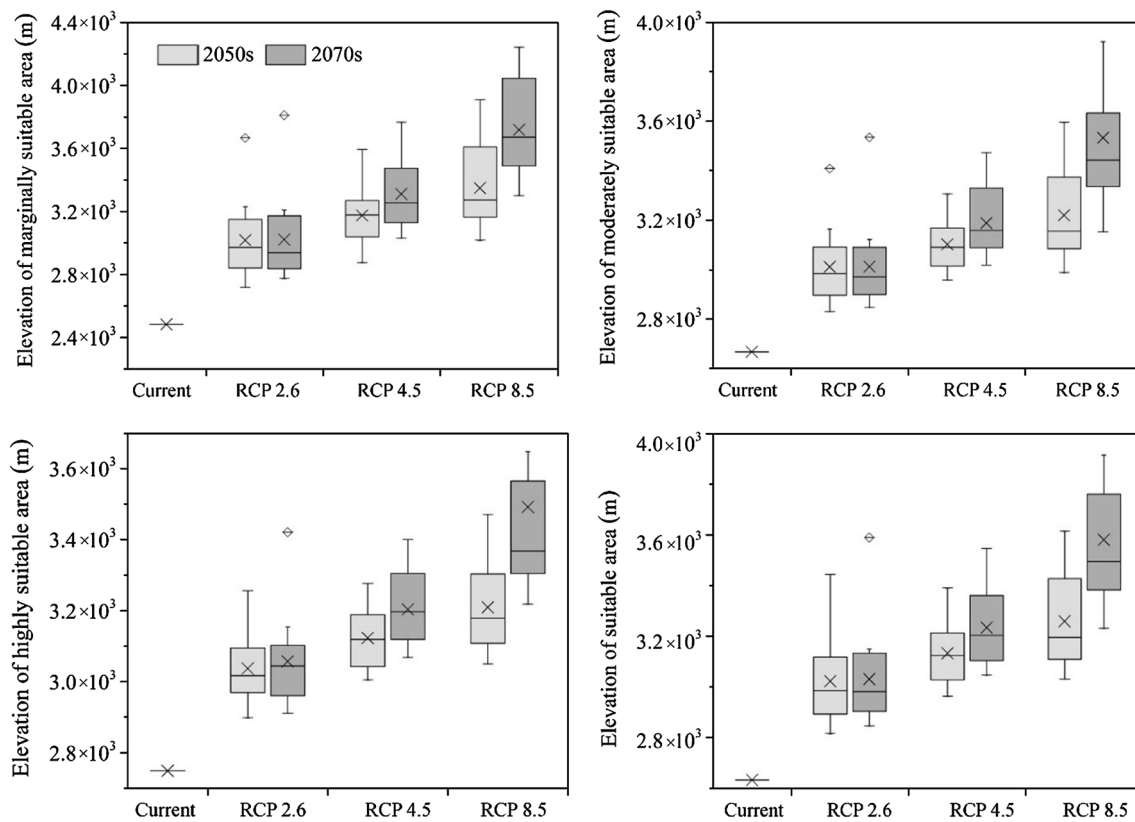 Elevation of marginally suitable area (m)
4.4×10³
4.0×10³
3.6×10³
3.2×10³
2.8×10³
2.4×10³
2050s 2070s
Current RCP 2.6 RCP 4.5 RCP 8.5
Elevation of moderately suitable area (m)
4.0×10³
3.6×10³
3.2×10³
2.8×10³
Current RCP 2.6 RCP 4.5 RCP 8.5
Elevation of highly suitable area (m)
3.6×10³
3.4×10³
3.2×10³
3.0×10³
2.8×10³
Current RCP 2.6 RCP 4.5 RCP 8.5
Elevation of suitable area (m)
4.0×10³
3.6×10³
3.2×10³
2.8×10³
Current RCP 2.6 RCP 4.5 RCP 8.5